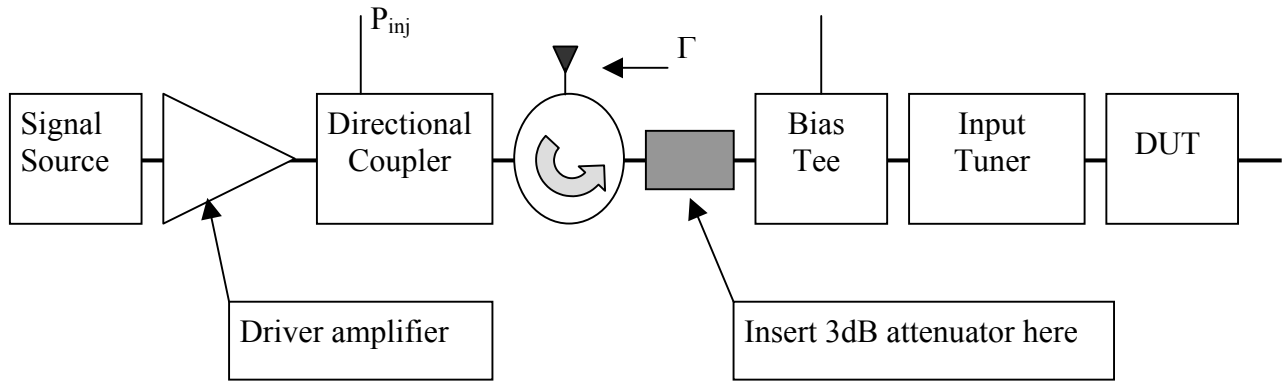 P_inj
Γ
Signal
Source
Directional
Coupler
Bias
Tee
Input
Tuner
DUT
Driver amplifier
Insert 3dB attenuator here